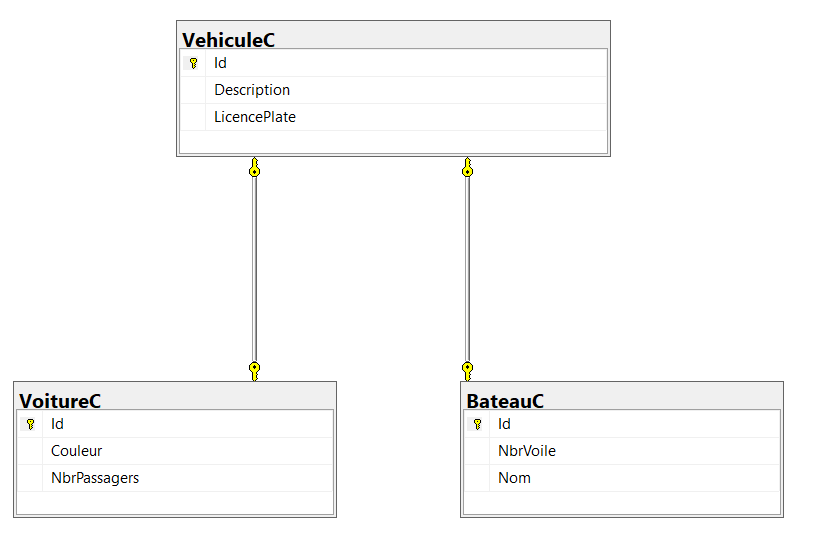 VehiculeC
Id
Description
LicencePlate
VoitureC
Id
Couleur
NbrPassagers
BateauC
Id
NbrVoile
Nom